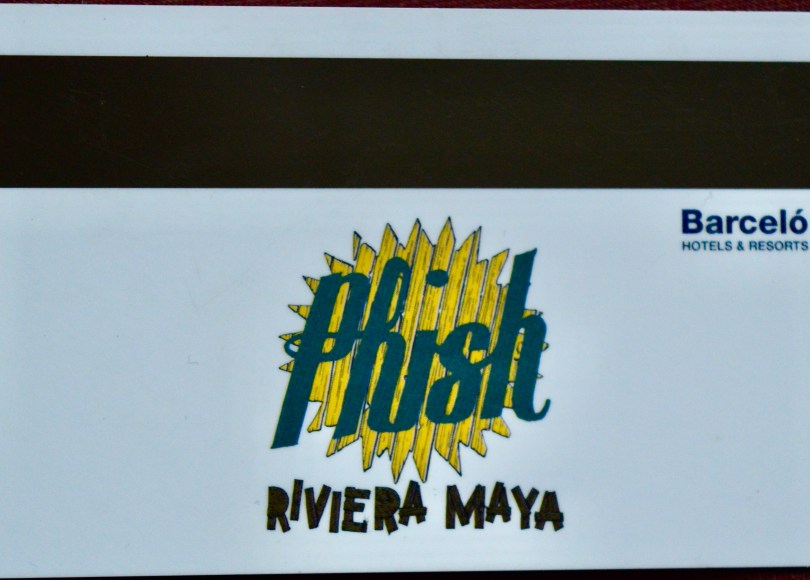 Barceló
HOTELS & RESORTS
Phish
RIVIERA MAYA